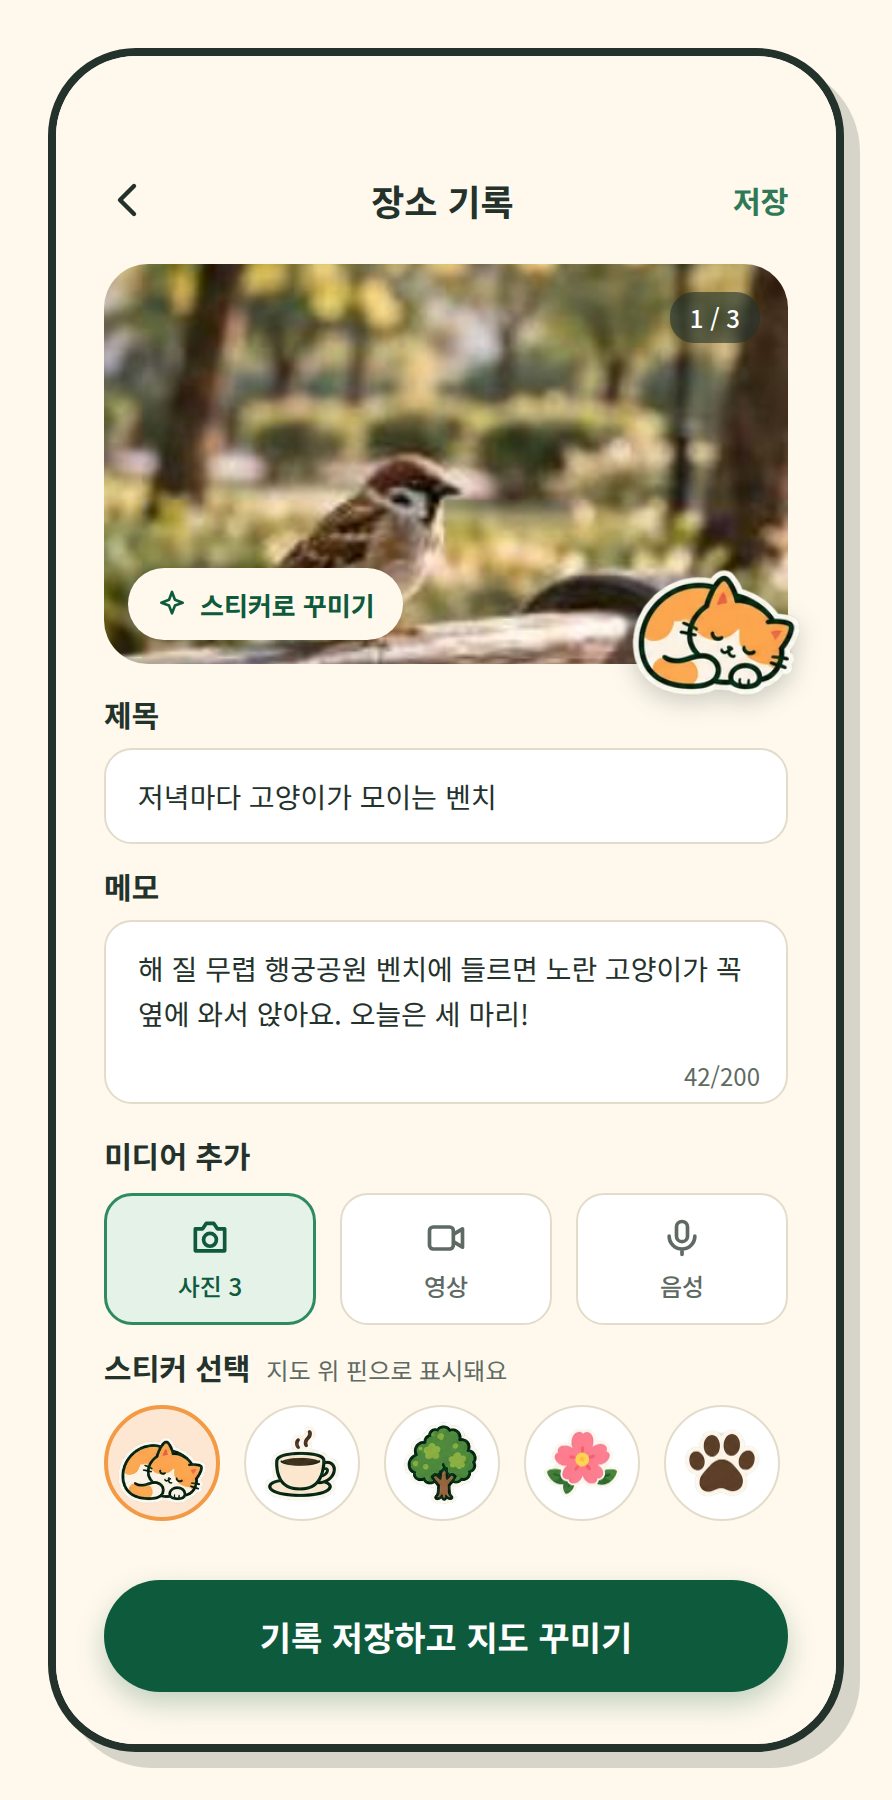 장소 기록
저장
1 / 3
스티커로 꾸미기
제목
저녁마다 고양이가 모이는 벤치
메모
해 질 무렵 행궁공원 벤치에 들르면 노란 고양이가 꼭
옆에 와서 앉아요. 오늘은 세 마리!
42/200
미디어 추가
사진 3
영상
음성
스티커 선택 지도 위 핀으로 표시돼요
기록 저장하고 지도 꾸미기